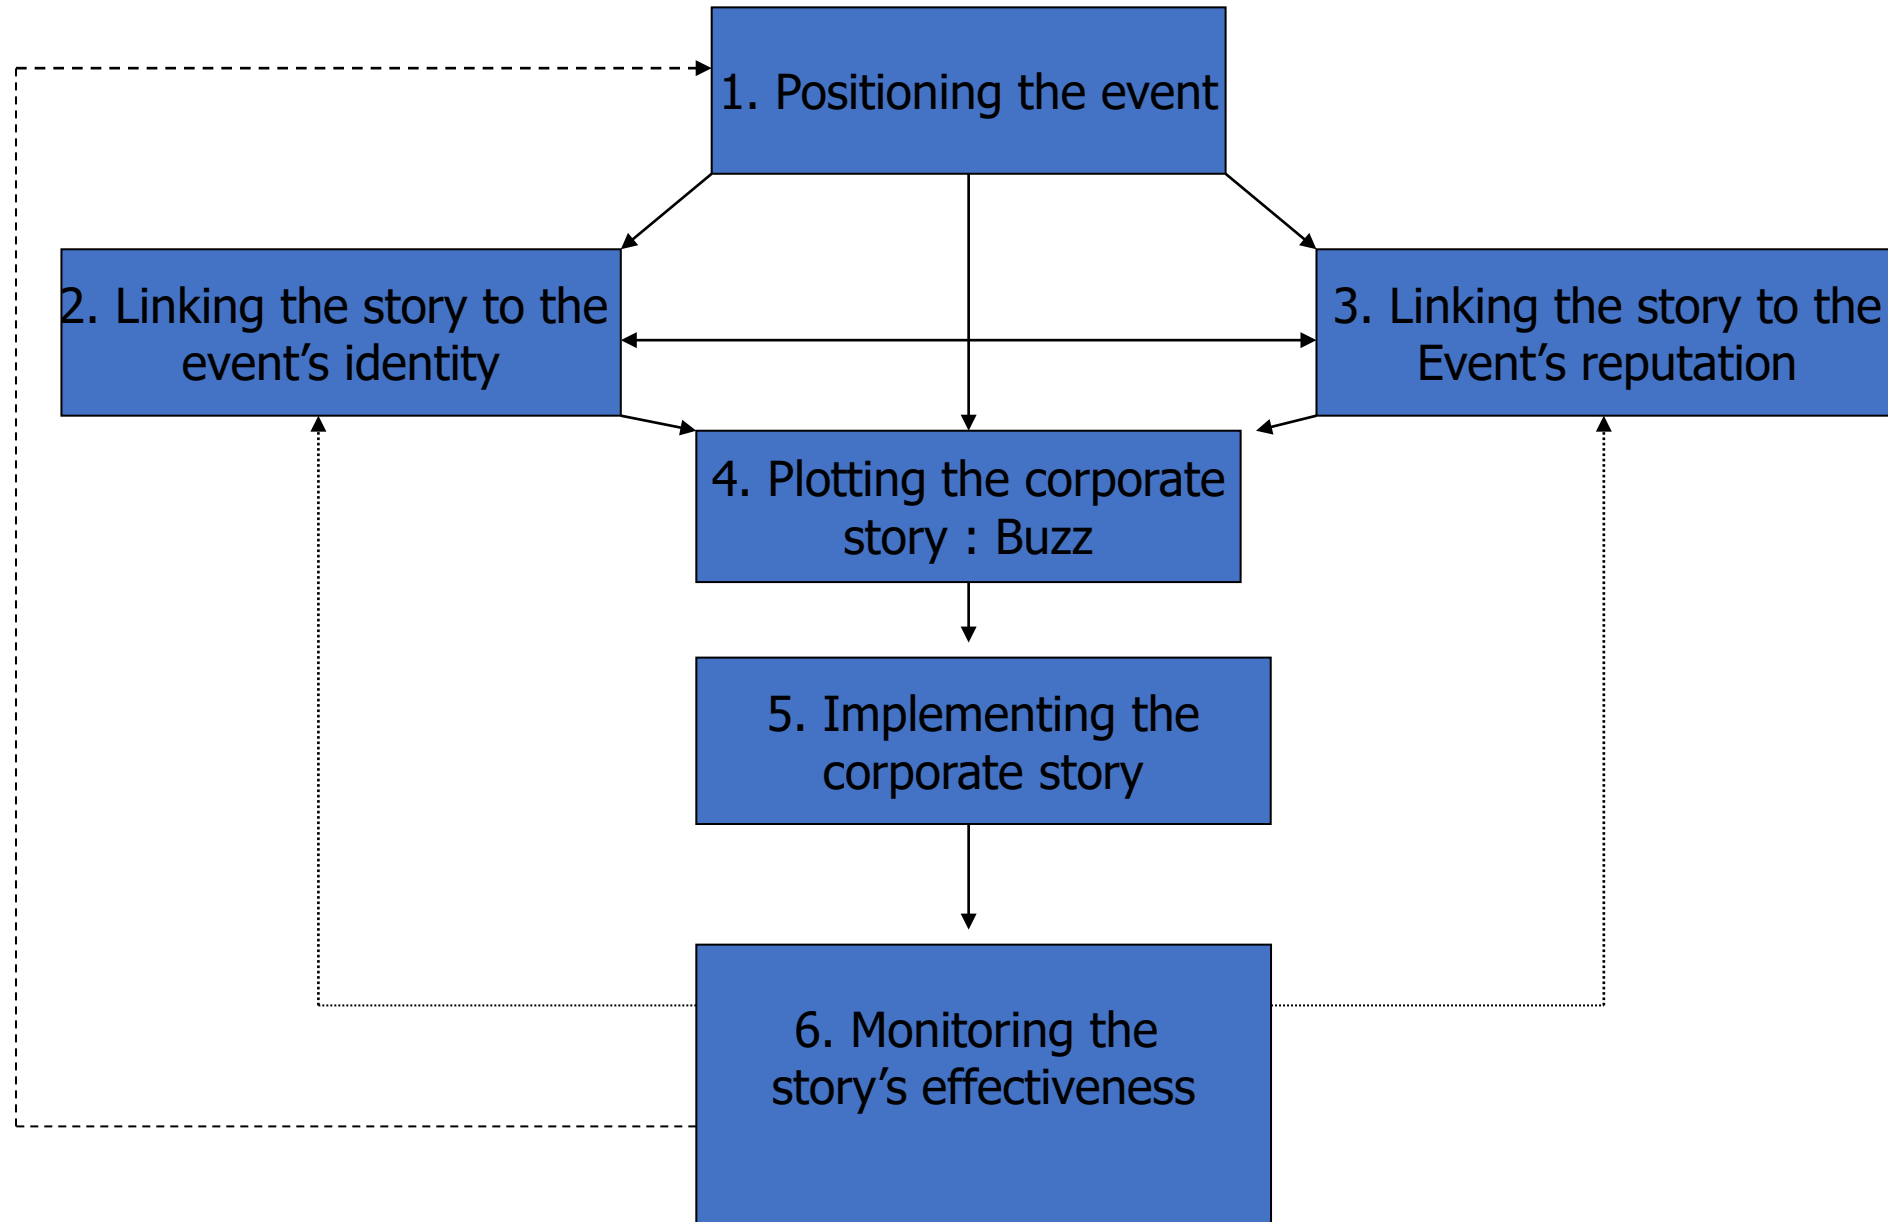 1. Positioning the event
2. Linking the story to the
event’s identity
3. Linking the story to the
Event’s reputation
4. Plotting the corporate
story : Buzz
5. Implementing the
corporate story
6. Monitoring the
story’s effectiveness